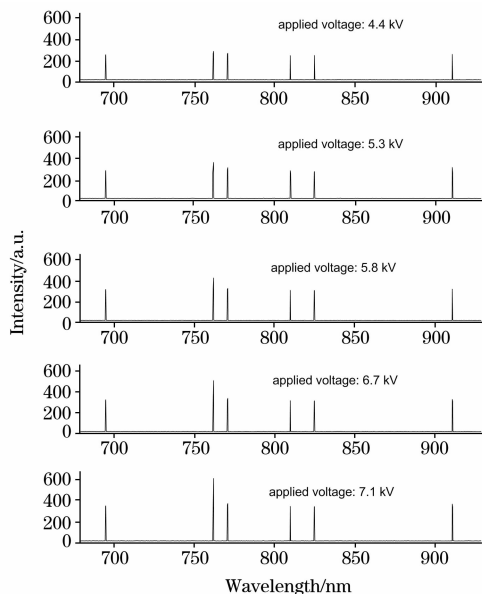 600
applied voltage: 4.4 kV
400
200
0
700 750 800 850 900
600
applied voltage: 5.3 kV
400
200
0
700 750 800 850 900
Intensity/a.u.
600
applied voltage: 5.8 kV
400
200
0
700 750 800 850 900
600
applied voltage: 6.7 kV
400
200
0
700 750 800 850 900
600
applied voltage: 7.1 kV
400
200
0
700 750 800 850 900
Wavelength/nm